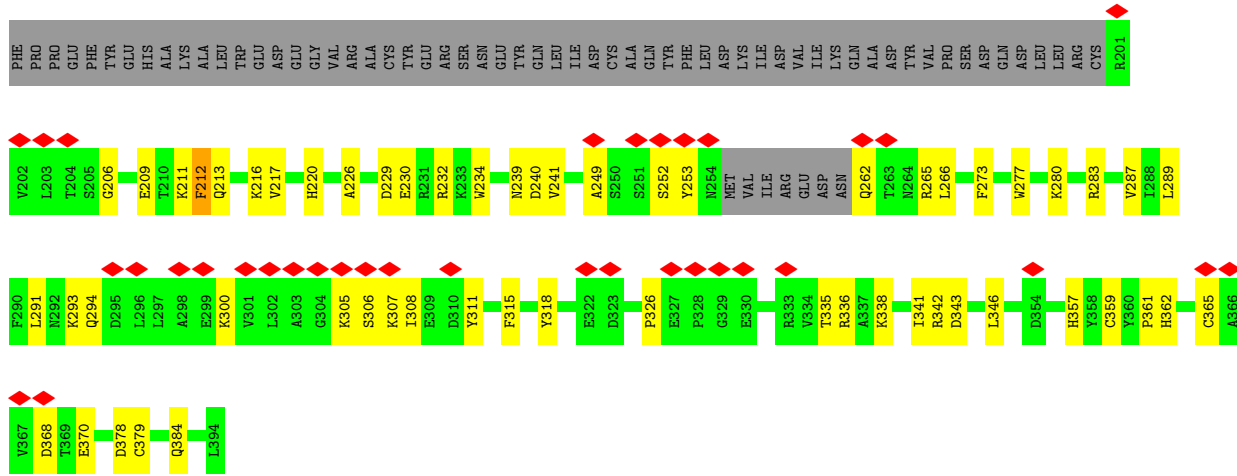 PHE PRO PRO GLU PHE TYR GLU HIS ALA LYS ALA LEU TRP GLU ASP GLU GLY VAL ARG ALA CYS TYR GLU ARG SER ASN GLU TYR GLN LEU ILE ASP CYS ALA GLN TYR PHE LEU ASP LYS ILE ASP VAL ILE LYS GLN ALA ASP TYR VAL PRO SER ASP GLN ASP LEU LEU ARG CYS R201
V202 L203 T204 S205 G206 E209 T210 K211 F212 Q213 K216 V217 H220 A226 D229 E230 R231 R232 K233 W234 N239 D240 V241 A249 S250 S251 S252 Y253 N254 MET VAL ILE ARG GLU ASP ASN Q262 T263 N264 R265 L266 F273 W277 K280 R283 V287 I288 L289
F290 L291 N292 K293 Q294 D295 L296 L297 A298 E299 K300 V301 L302 A303 G304 K305 S306 K307 I308 E309 D310 Y311 F315 Y318 E322 D323 P326 E327 P328 G329 E330 R333 V334 T335 R336 A337 K338 I341 R342 D343 L346 D354 H357 Y358 C359 Y360 P361 H362 C365 A366
V367 D368 T369 E370 D378 C379 Q384 L394